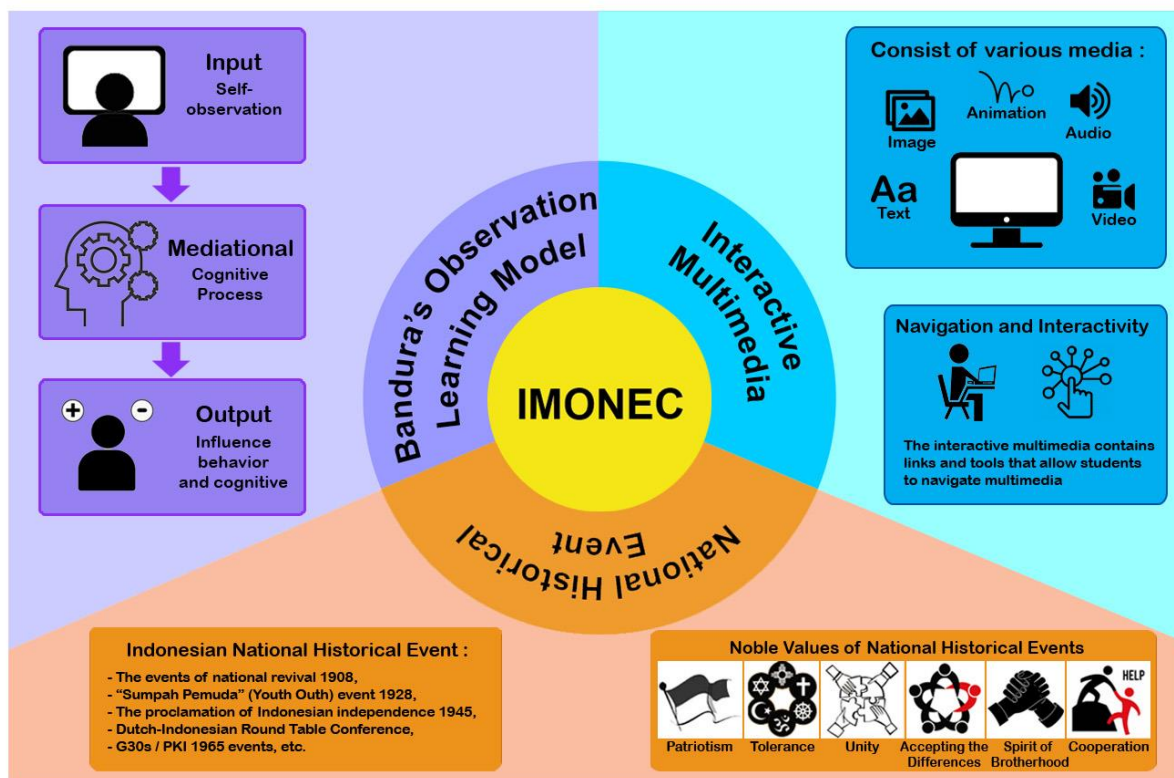 Input
Self-
observation
Mediational
Cognitive
Process
Output
Influence
behavior
and cognitive
+
-
Bandura's Observation
Learning Model
Interactive
Multimedia
IMONEC
National Historical
Event
Consist of various media :
Image
Animation
Audio
Aa
Text
Video
Navigation and Interactivity
The interactive multimedia contains
links and tools that allow students
to navigate multimedia
Indonesian National Historical Event :
- The events of national revival 1908,
- “Sumpah Pemuda” (Youth Outh) event 1928,
- The proclamation of Indonesian independence 1945,
- Dutch-Indonesian Round Table Conference,
- G30s / PKI 1965 events, etc.
Noble Values of National Historical Events
HELP
Patriotism
Tolerance
Unity
Accepting the
Differences
Spirit of
Brotherhood
Cooperation